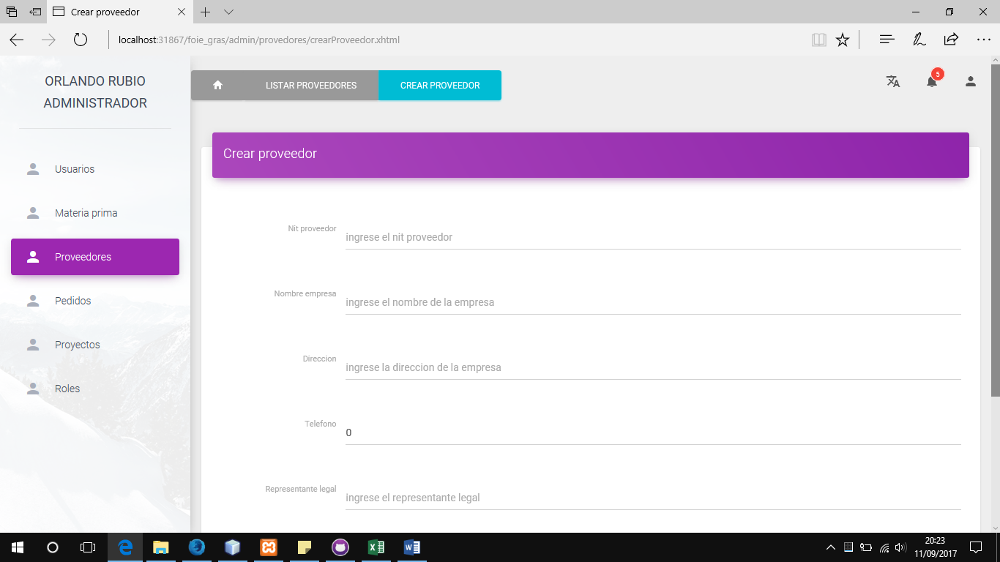 Crear proveedor
localhost:31867/foie_gras/admin/provedores/crearProveedor.xhtml
ORLANDO RUBIO
ADMINISTRADOR
LISTAR PROVEEDORES
CREAR PROVEEDOR
5
Usuarios
Materia prima
Proveedores
Pedidos
Proyectos
Roles
Crear proveedor
Nit proveedor
ingrese el nit proveedor
Nombre empresa
ingrese el nombre de la empresa
Direccion
ingrese la direccion de la empresa
Telefono
0
Representante legal
ingrese el representante legal
20:23
11/09/2017